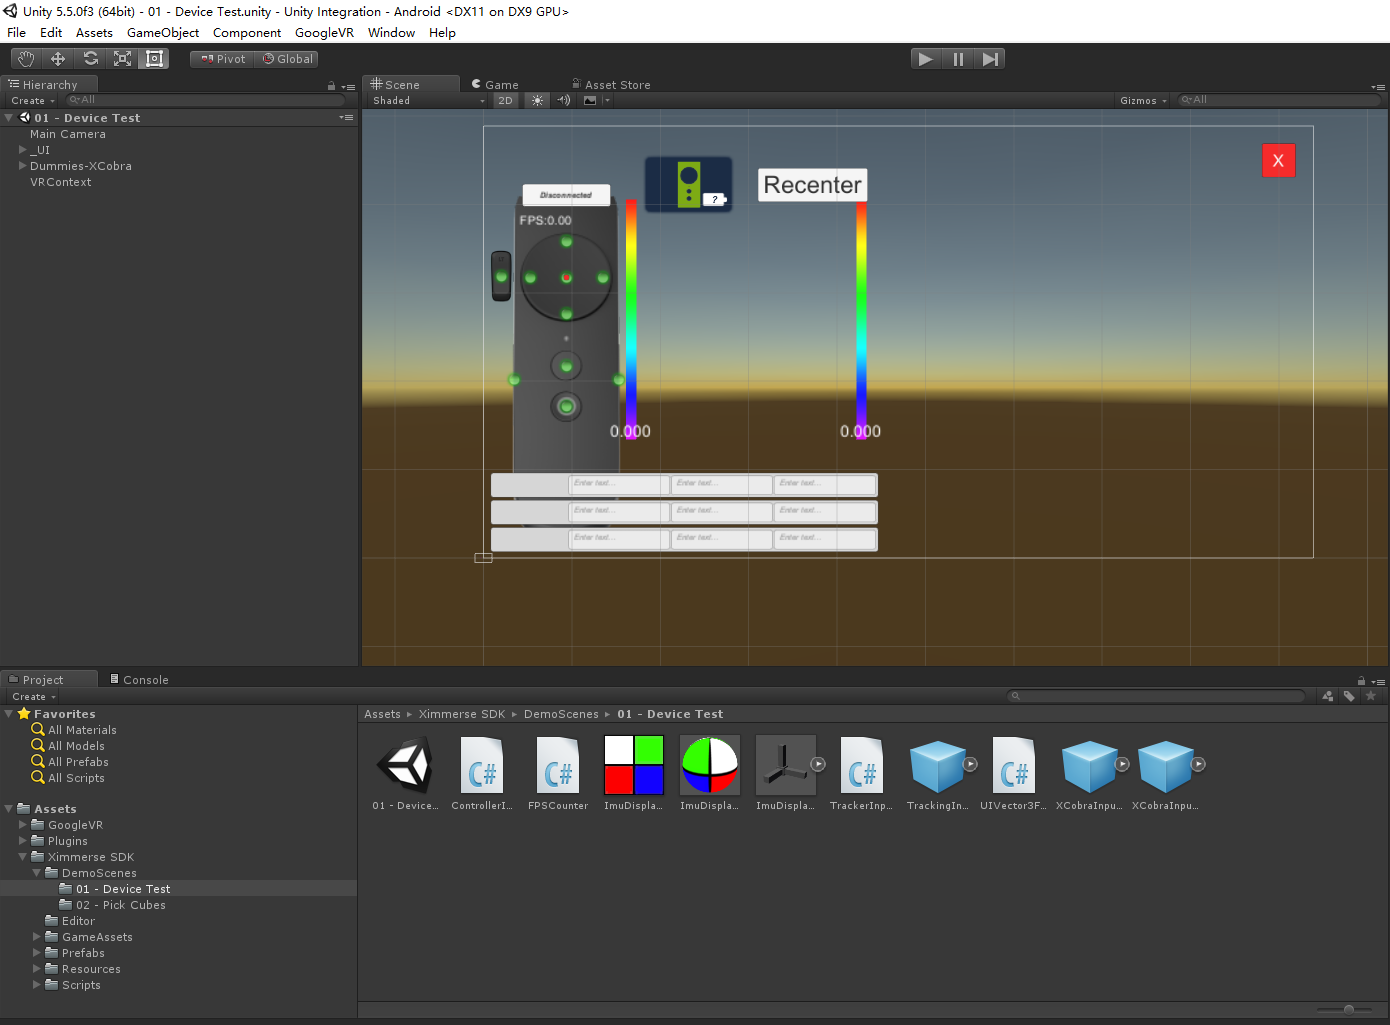 Unity 5.5.0f3 (64bit) - 01 - Device Test.unity - Unity Integration - Android <DX11 on DX9 GPU>
File Edit Assets GameObject Component GoogleVR Window Help
Pivot Global
Hierarchy
Create All
01 - Device Test
Main Camera
_UI
Dummies-XCobra
VRContext
Scene Game Asset Store
Shaded 2D Gizmos All
X
Recenter
Disconnected
?
FPS:0.00
0.000 0.000
Enter text... Enter text... Enter text...
Enter text... Enter text... Enter text...
Enter text... Enter text... Enter text...
Project Console
Create
Favorites
All Materials
All Models
All Prefabs
All Scripts
Assets
GoogleVR
Plugins
Ximmerse SDK
DemoScenes
01 - Device Test
02 - Pick Cubes
Editor
GameAssets
Prefabs
Resources
Scripts
Assets ▸ Ximmerse SDK ▸ DemoScenes ▸ 01 - Device Test
C# C# C# C#
01 - Device... ControllerI... FPSCounter ImuDispla... ImuDispla... ImuDispla... TrackerInp... TrackingIn... UIVector3F... XCobraInpu... XCobraInpu...